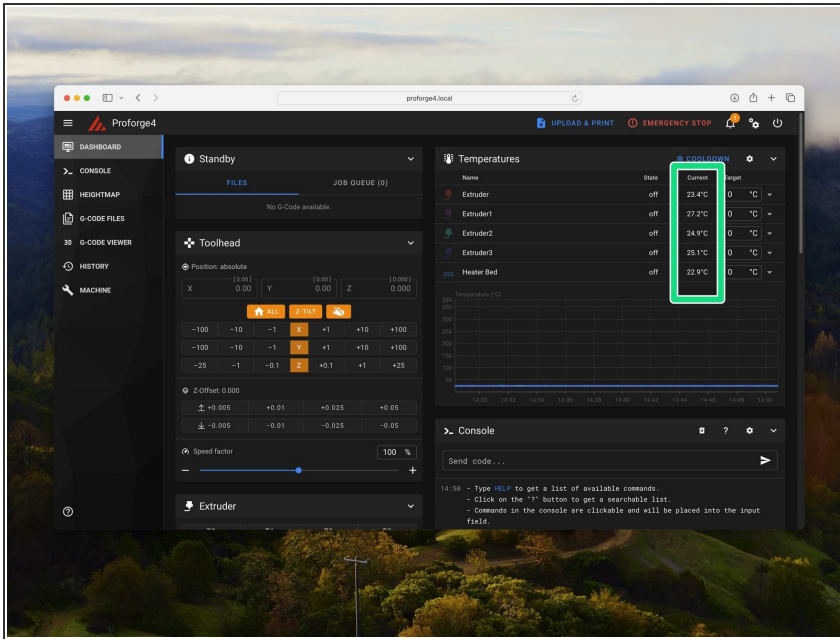 proforge4.local
Proforge4
UPLOAD & PRINT
EMERGENCY STOP
1
DASHBOARD
CONSOLE
HEIGHTMAP
G-CODE FILES
3D G-CODE VIEWER
HISTORY
MACHINE
Standby
FILES JOB QUEUE (0)
No G-Code available.
Toolhead
Position: absolute
[ 0.00 ] [ 0.00 ] [ 0.000 ]
X 0.00 Y 0.00 Z 0.000
ALL Z-TILT
-100 -10 -1 X +1 +10 +100
-100 -10 -1 Y +1 +10 +100
-25 -1 -0.1 Z +0.1 +1 +25
Z-Offset: 0.000
+0.005 +0.01 +0.025 +0.05
-0.005 -0.01 -0.025 -0.05
Speed factor 100 %
Extruder
Temperatures
COOLDOWN
Name State Current Target
Extruder off 23.4°C 0 °C
Extruder1 off 27.2°C 0 °C
Extruder2 off 24.9°C 0 °C
Extruder3 off 25.1°C 0 °C
Heater Bed off 22.9°C 0 °C
Temperature [°C]
350
300
250
200
150
100
50
14:30 14:32 14:34 14:36 14:38 14:40 14:42 14:44 14:46 14:48 14:50
Console
Send code...
14:50 - Type HELP to get a list of available commands.
- Click on the "?" button to get a searchable list.
- Commands in the console are clickable and will be placed into the input
field.